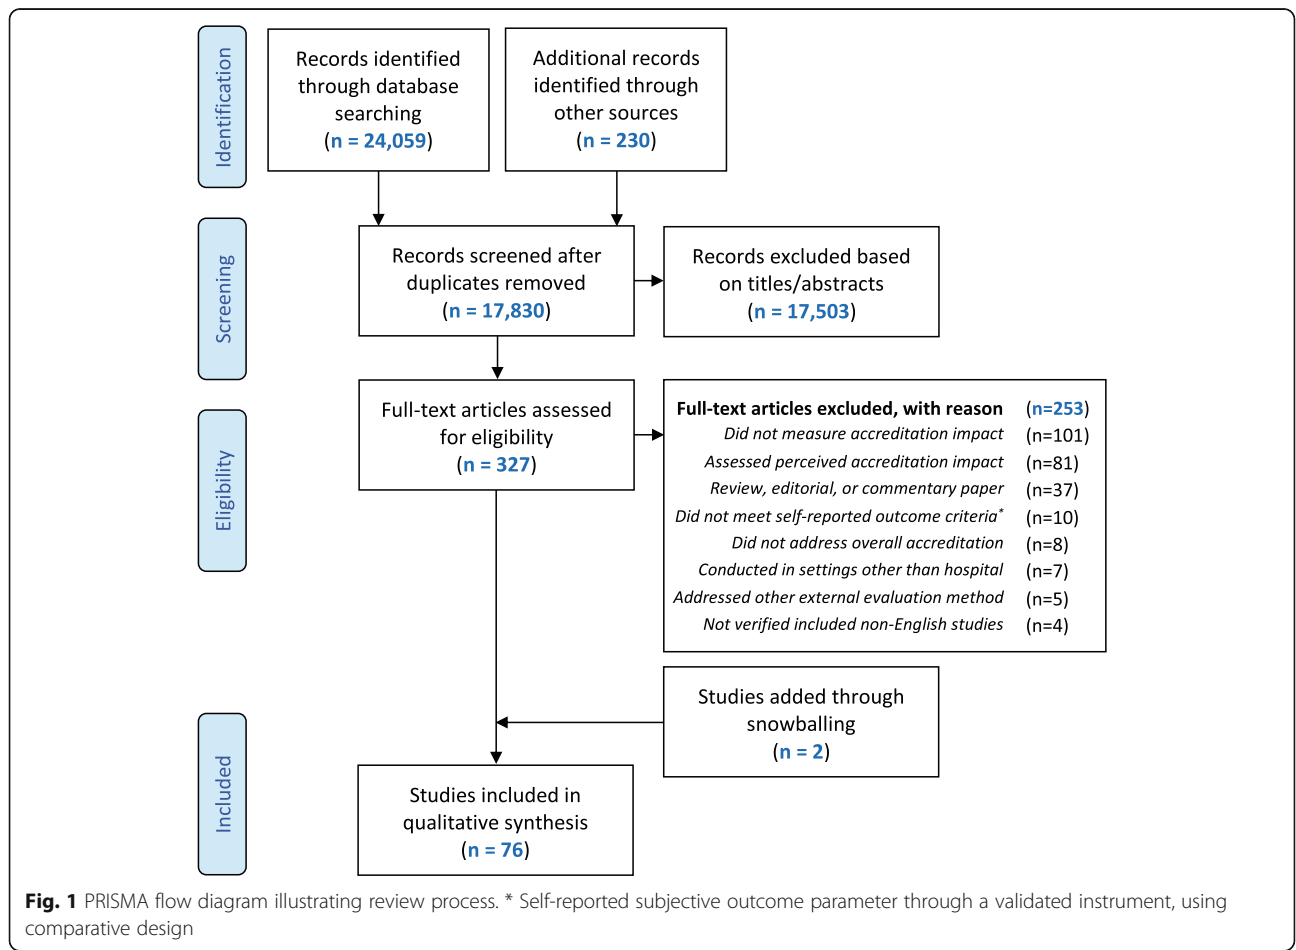 Identification
Records identified
through database
searching
(n = 24,059)
Additional records
identified through
other sources
(n = 230)
Screening
Records screened after
duplicates removed
(n = 17,830)
Records excluded based
on titles/abstracts
(n = 17,503)
Eligibility
Full-text articles assessed
for eligibility
(n = 327)
Full-text articles excluded, with reason (n=253)
Did not measure accreditation impact (n=101)
Assessed perceived accreditation impact (n=81)
Review, editorial, or commentary paper (n=37)
Did not meet self-reported outcome criteria* (n=10)
Did not address overall accreditation (n=8)
Conducted in settings other than hospital (n=7)
Addressed other external evaluation method (n=5)
Not verified included non-English studies (n=4)
Studies added through
snowballing
(n = 2)
Included
Studies included in
qualitative synthesis
(n = 76)
Fig. 1 PRISMA flow diagram illustrating review process. * Self-reported subjective outcome parameter through a validated instrument, using
comparative design